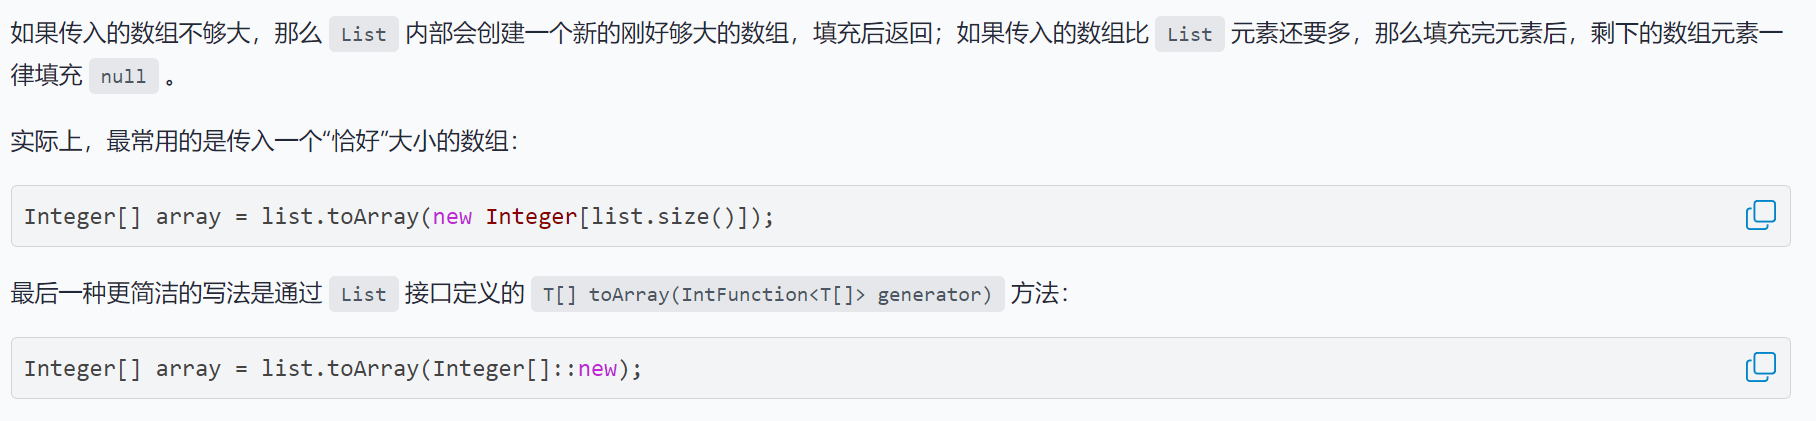 如果传入的数组不够大，那么 List 内部会创建一个新的刚好够大的数组，填充后返回；如果传入的数组比 List 元素还要多，那么填充完元素后，剩下的数组元素一
律填充 null 。
实际上，最常用的是传入一个“恰好”大小的数组：
Integer[] array = list.toArray(new Integer[list.size()]);
最后一种更简洁的写法是通过 List 接口定义的 T[] toArray(IntFunction<T[]> generator) 方法：
Integer[] array = list.toArray(Integer[]::new);